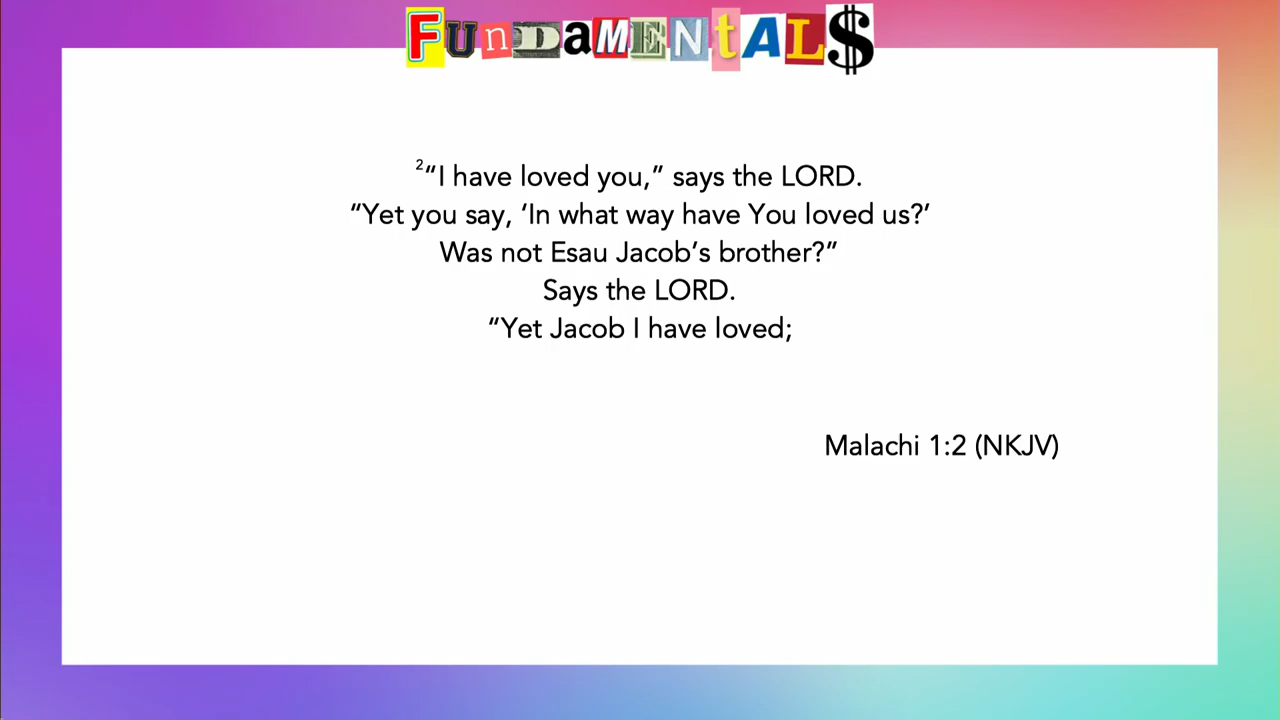 FUnDaMENtALS
²“I have loved you,” says the LORD.
“Yet you say, ‘In what way have You loved us?’
Was not Esau Jacob’s brother?”
Says the LORD.
“Yet Jacob I have loved;
Malachi 1:2 (NKJV)